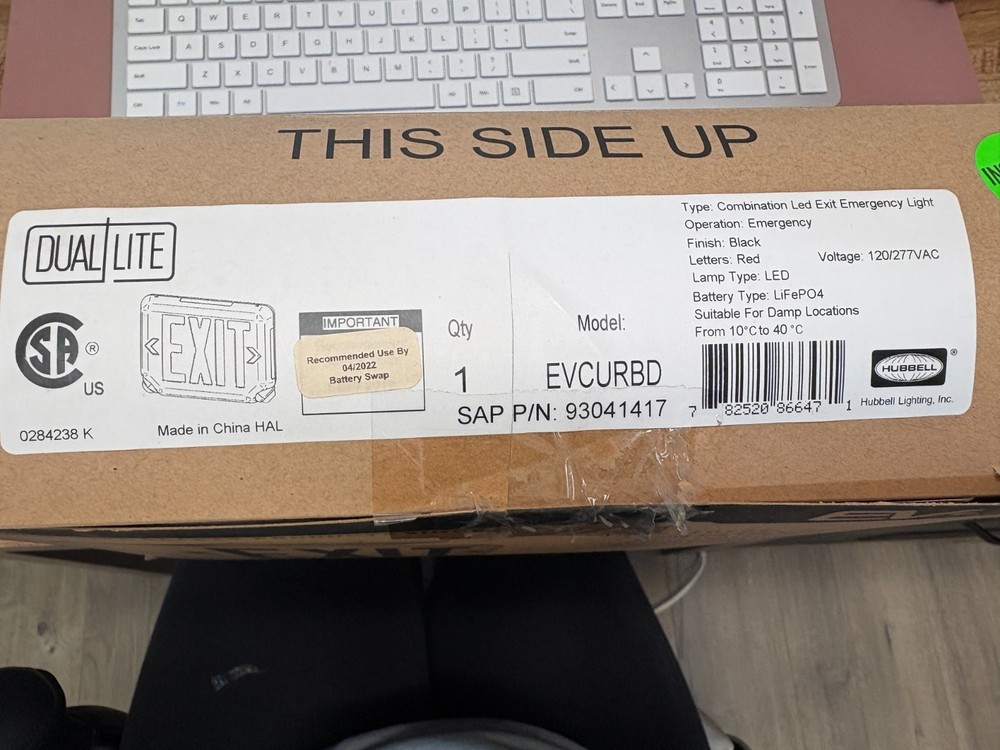 THIS SIDE UP
DUAL LITE
SA
®
US
0284238 K
EXIT
Made in China HAL
IMPORTANT
Recommended Use By
04/2022
Battery Swap
Qty
1
Model:
EVCURBD
SAP P/N: 93041417
Type: Combination Led Exit Emergency Light
Operation: Emergency
Finish: Black
Letters: Red
Voltage: 120/277VAC
Lamp Type: LED
Battery Type: LiFePO4
Suitable For Damp Locations
From 10°C to 40 °C
7 82520 86647 1
HUBBELL
®
Hubbell Lighting, Inc.